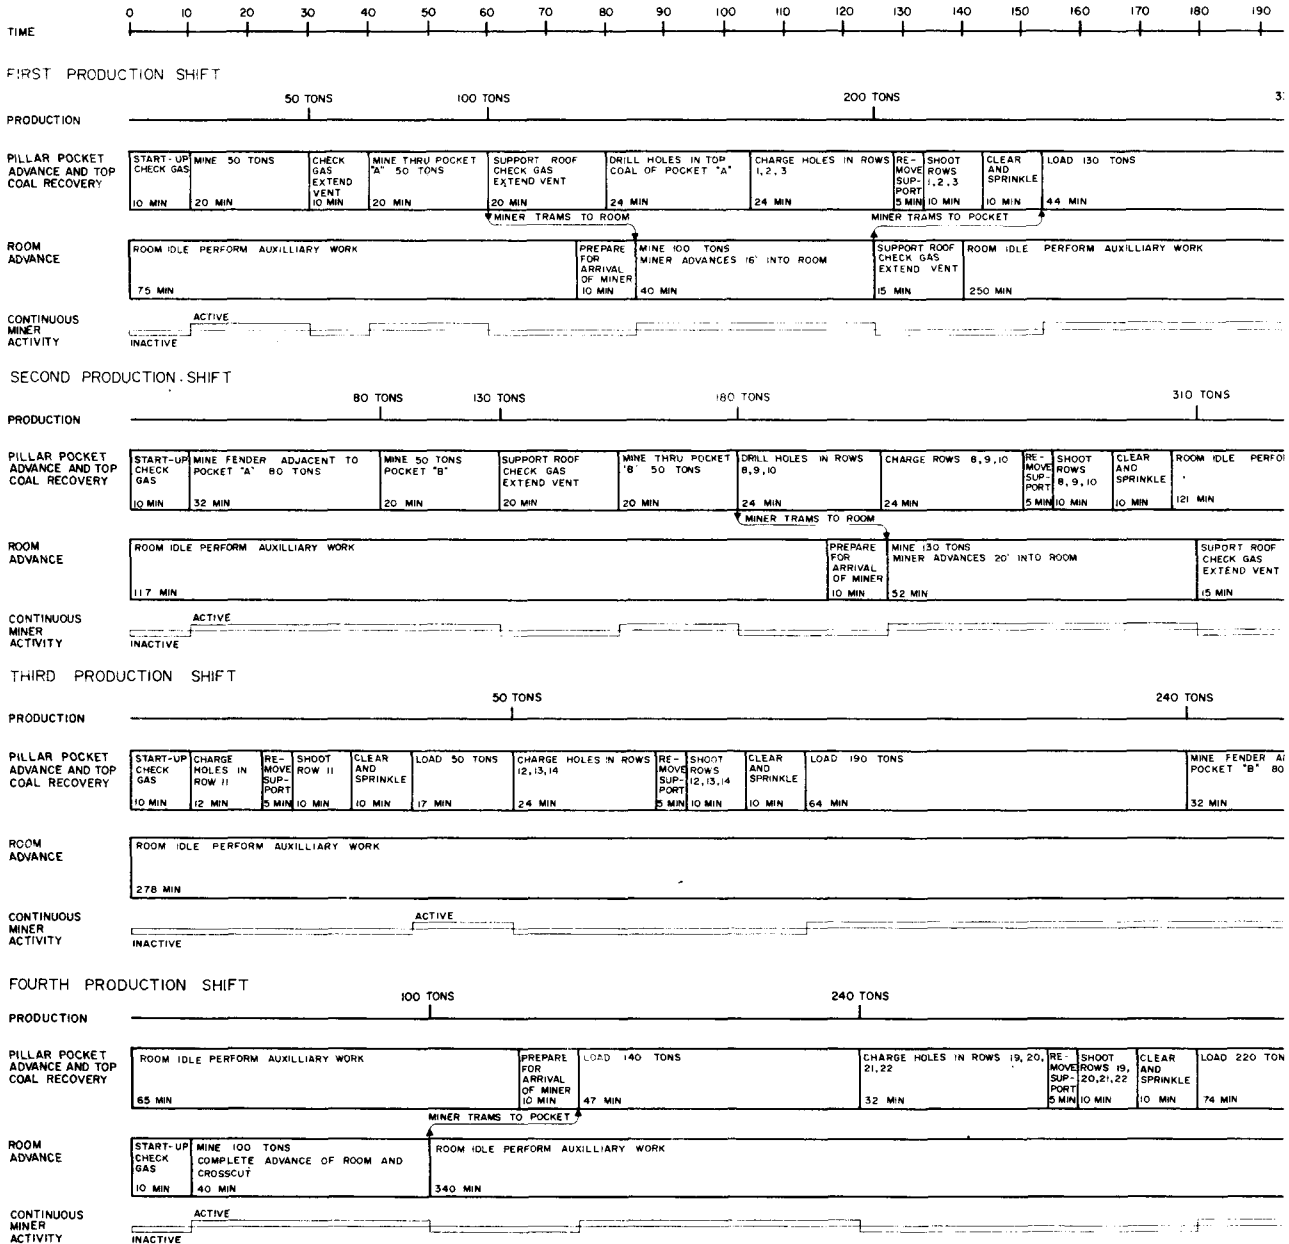 0 10 20 30 40 50 60 70 80 90 100 110 120 130 140 150 160 170 180 190
TIME
FIRST PRODUCTION SHIFT
50 TONS 100 TONS 200 TONS
PRODUCTION
PILLAR POCKET
ADVANCE AND TOP
COAL RECOVERY
START-UP
CHECK GAS
10 MIN
MINE 50 TONS
20 MIN
CHECK
GAS
EXTEND
VENT
10 MIN
MINE THRU POCKET
"A" 50 TONS
20 MIN
SUPPORT ROOF
CHECK GAS
EXTEND VENT
20 MIN
DRILL HOLES IN TOP
COAL OF POCKET "A"
24 MIN
CHARGE HOLES IN ROWS
1,2,3
24 MIN
RE-
MOVE
SUP-
PORT
5 MIN
SHOOT
ROWS
1,2,3
10 MIN
CLEAR
AND
SPRINKLE
10 MIN
LOAD 130 TONS
44 MIN
MINER TRAMS TO ROOM
MINER TRAMS TO POCKET
ROOM
ADVANCE
ROOM IDLE PERFORM AUXILLIARY WORK
75 MIN
PREPARE
FOR
ARRIVAL
OF MINER
10 MIN
MINE 100 TONS
MINER ADVANCES 16' INTO ROOM
40 MIN
SUPPORT ROOF
CHECK GAS
EXTEND VENT
15 MIN
ROOM IDLE PERFORM AUXILLIARY WORK
250 MIN
CONTINUOUS
MINER
ACTIVITY
ACTIVE
INACTIVE
SECOND PRODUCTION SHIFT
80 TONS 130 TONS 180 TONS 310 TONS
PRODUCTION
PILLAR POCKET
ADVANCE AND TOP
COAL RECOVERY
START-UP
CHECK
GAS
10 MIN
MINE FENDER ADJACENT TO
POCKET "A" 80 TONS
32 MIN
MINE 50 TONS
POCKET "B"
20 MIN
SUPPORT ROOF
CHECK GAS
EXTEND VENT
20 MIN
MINE THRU POCKET
'B' 50 TONS
20 MIN
DRILL HOLES IN ROWS
8,9,10
24 MIN
CHARGE ROWS 8,9,10
24 MIN
RE-
MOVE
SUP-
PORT
5 MIN
SHOOT
ROWS
8,9,10
10 MIN
CLEAR
AND
SPRINKLE
10 MIN
ROOM IDLE PERFO
121 MIN
MINER TRAMS TO ROOM
ROOM
ADVANCE
ROOM IDLE PERFORM AUXILLIARY WORK
117 MIN
PREPARE
FOR
ARRIVAL
OF MINER
10 MIN
MINE 130 TONS
MINER ADVANCES 20' INTO ROOM
52 MIN
SUPORT ROOF
CHECK GAS
EXTEND VENT
15 MIN
CONTINUOUS
MINER
ACTIVITY
ACTIVE
INACTIVE
THIRD PRODUCTION SHIFT
50 TONS 240 TONS
PRODUCTION
PILLAR POCKET
ADVANCE AND TOP
COAL RECOVERY
START-UP
CHECK
GAS
10 MIN
CHARGE
HOLES IN
ROW 11
12 MIN
RE-
MOVE
SUP-
PORT
5 MIN
SHOOT
ROW 11
10 MIN
CLEAR
AND
SPRINKLE
10 MIN
LOAD 50 TONS
17 MIN
CHARGE HOLES IN ROWS
12,13,14
24 MIN
RE-
MOVE
SUP-
PORT
5 MIN
SHOOT
ROWS
12,13,14
10 MIN
CLEAR
AND
SPRINKLE
10 MIN
LOAD 190 TONS
64 MIN
MINE FENDER
POCKET "B" 80
32 MIN
ROOM
ADVANCE
ROOM IDLE PERFORM AUXILLIARY WORK
278 MIN
CONTINUOUS
MINER
ACTIVITY
ACTIVE
INACTIVE
FOURTH PRODUCTION SHIFT
100 TONS 240 TONS
PRODUCTION
PILLAR POCKET
ADVANCE AND TOP
COAL RECOVERY
ROOM IDLE PERFORM AUXILLIARY WORK
65 MIN
PREPARE
FOR
ARRIVAL
OF MINER
10 MIN
LOAD 140 TONS
47 MIN
CHARGE HOLES IN ROWS 19, 20,
21,22
32 MIN
RE-
MOVE
SUP-
PORT
5 MIN
SHOOT
ROWS 19,
20,21,22
10 MIN
CLEAR
AND
SPRINKLE
10 MIN
LOAD 220 TON
74 MIN
MINER TRAMS TO POCKET
ROOM
ADVANCE
START-UP
CHECK
GAS
10 MIN
MINE 100 TONS
COMPLETE ADVANCE OF ROOM AND
CROSSCUT
40 MIN
ROOM IDLE PERFORM AUXILLIARY WORK
340 MIN
CONTINUOUS
MINER
ACTIVITY
ACTIVE
INACTIVE